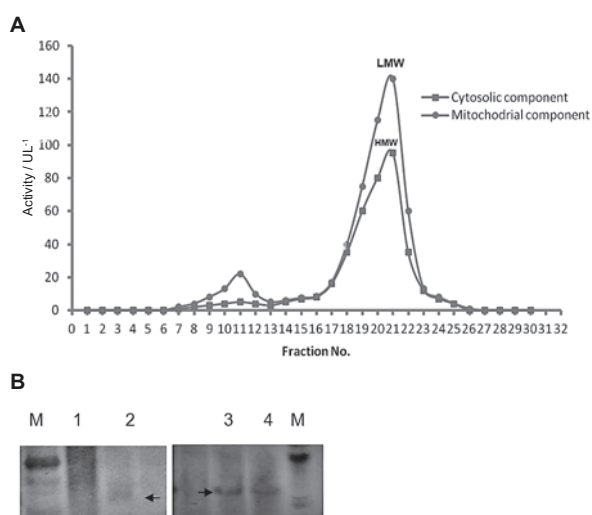 A
160
140
120
100
80
60
40
20
0
Activity / UL-1
LMW
HMW
Cytosolic component
Mitochodrial component
0 1 2 3 4 5 6 7 8 9 10 11 12 13 14 15 16 17 18 19 20 21 22 23 24 25 26 27 28 29 30 31 32
Fraction No.
B
M 1 2 3 4 M